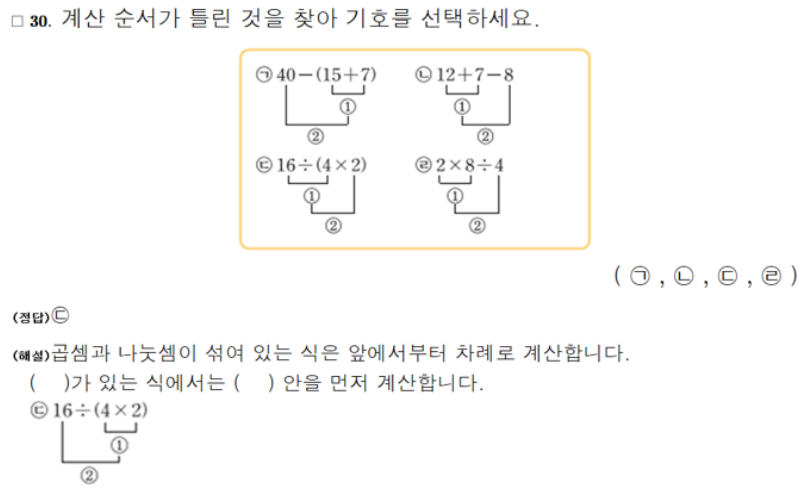 □ 30. 계산 순서가 틀린 것을 찾아 기호를 선택하세요.
㉠ 40－(15＋7) ㉡ 12＋7－8
① ①
② ②
㉢ 16÷(4×2) ㉣ 2×8÷4
① ①
② ②
( ㉠ , ㉡ , ㉢ , ㉣ )
(정답)㉢
(해설)곱셈과 나눗셈이 섞여 있는 식은 앞에서부터 차례로 계산합니다.
( )가 있는 식에서는 ( ) 안을 먼저 계산합니다.
㉢ 16÷(4×2)
①
②